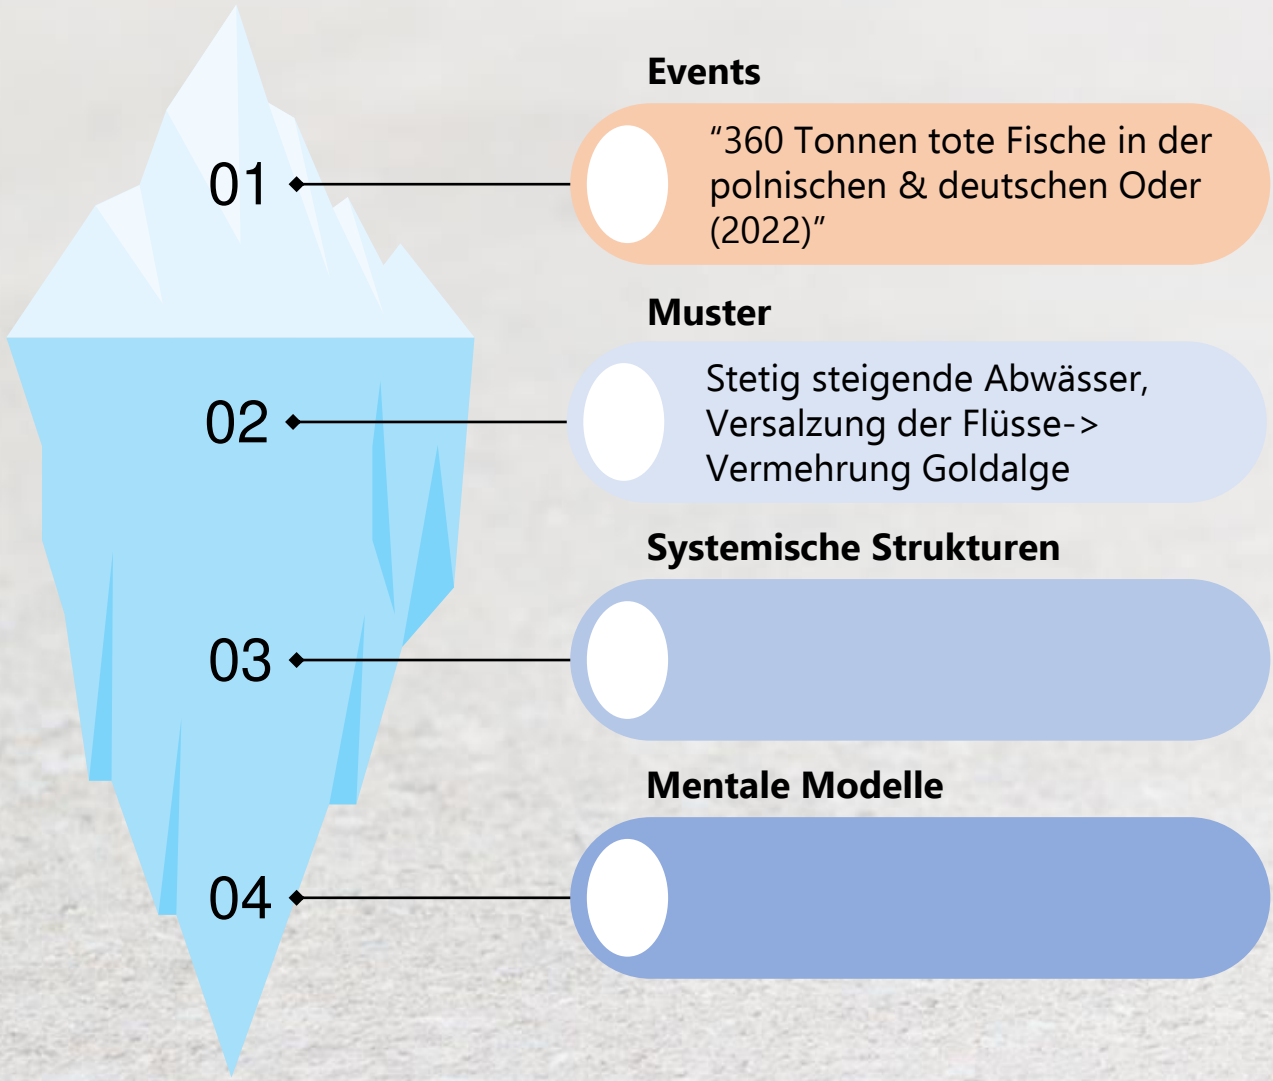 Events
01
“360 Tonnen tote Fische in der
polnischen & deutschen Oder
(2022)”
Muster
02
Stetig steigende Abwässer,
Versalzung der Flüsse->
Vermehrung Goldalge
Systemische Strukturen
03
Mentale Modelle
04